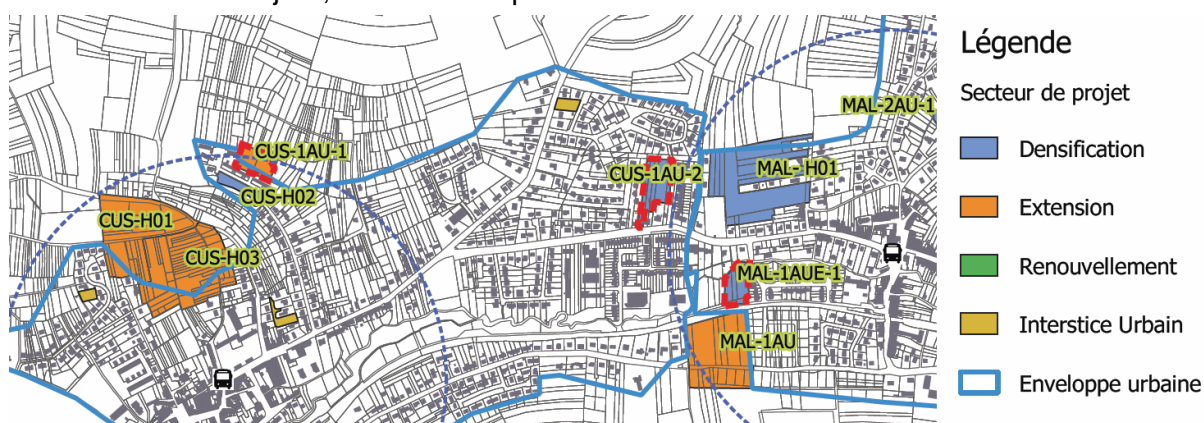 Légende
Secteur de projet
Densification
Extension
Renouvellement
Interstice Urbain
Enveloppe urbaine
MAL-2AU-1
CUS-1AU-1
CUS-1AU-2
MAL- H01
CUS-H02
CUS-H01
CUS-H03
MAL-1AUE-1
MAL-1AU